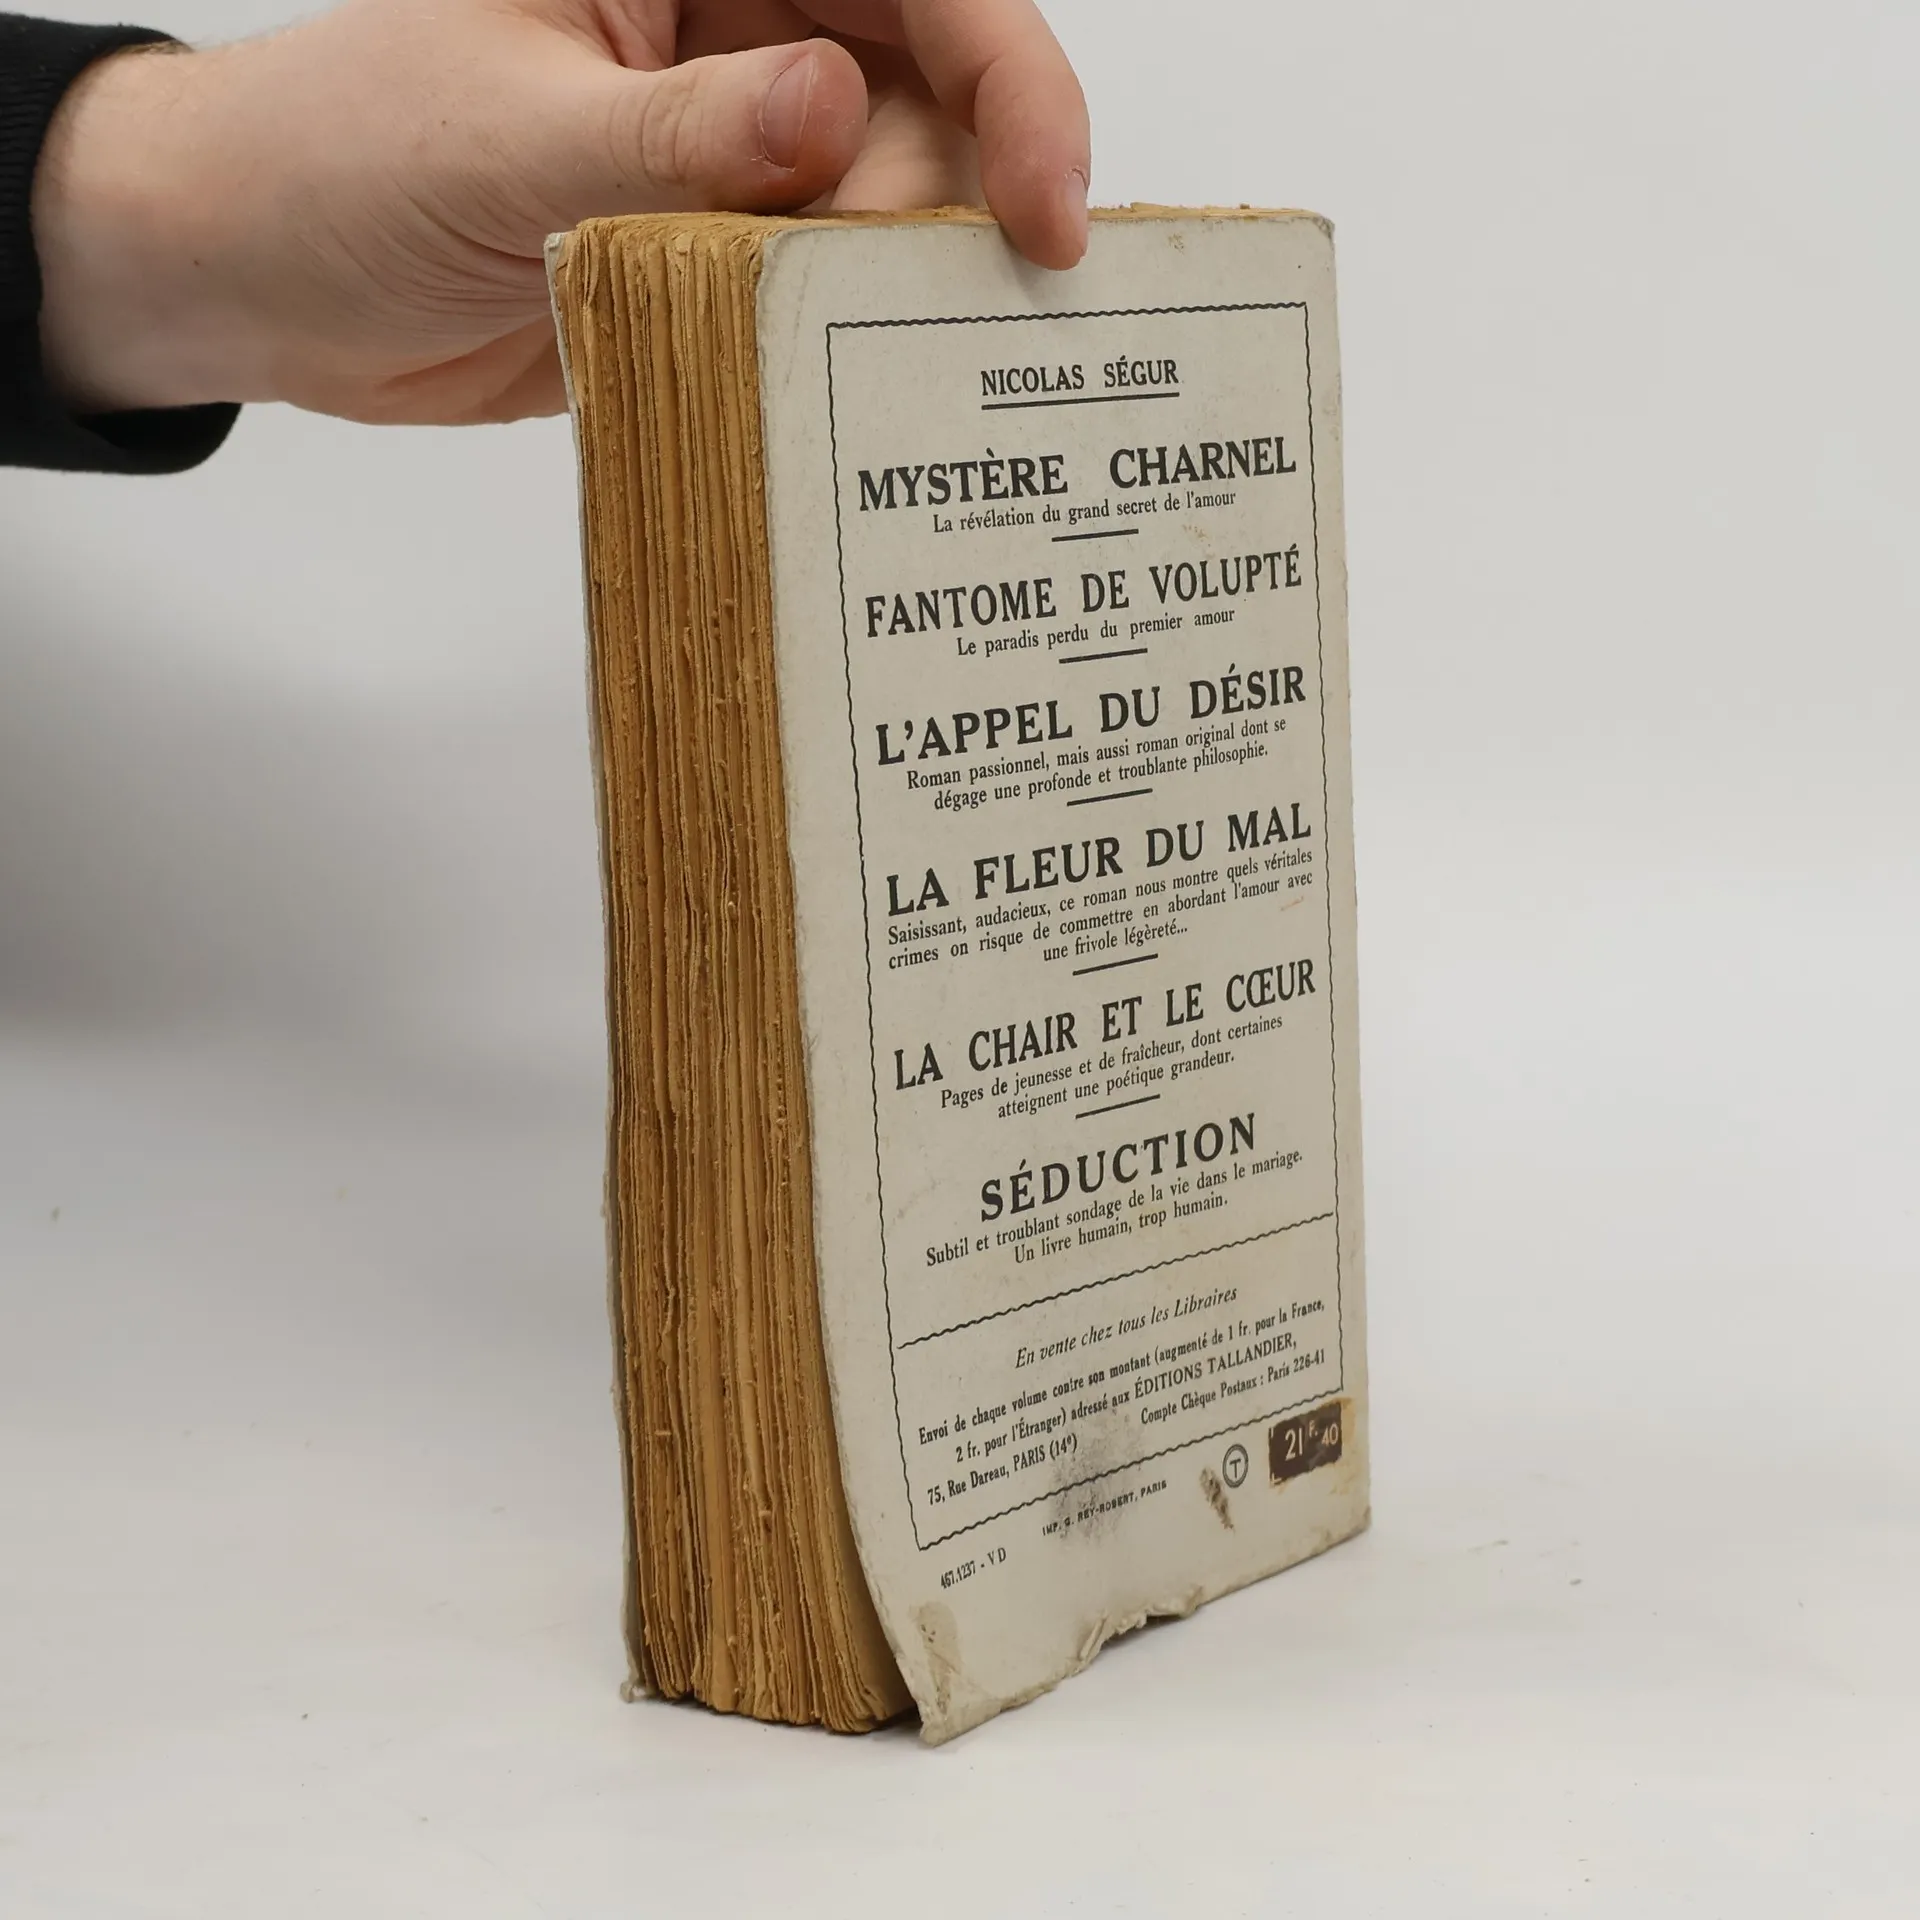 NICOLAS SÉGUR
MYSTÈRE CHARNEL
La révélation du grand secret de l'amour
FANTOME DE VOLUPTÉ
Le paradis perdu du premier amour
L'APPEL DU DÉSIR
Roman passionnel, mais aussi roman original dont se
dégage une profonde et troublante philosophie.
LA FLEUR DU MAL
Saisissant, audacieux, ce roman nous montre quels véritales
crimes on risque de commettre en abordant l'amour avec
une frivole légèreté...
LA CHAIR ET LE CŒUR
Pages de jeunesse et de fraîcheur, dont certaines
atteignent une poétique grandeur.
SÉDUCTION
Subtil et troublant sondage de la vie dans le mariage.
Un livre humain, trop humain.
En vente chez tous les Libraires
Envoi de chaque volume contre son montant (augmenté de 1 fr. pour la France,
2 fr. pour l'Étranger) adressé aux ÉDITIONS TALLANDIER,
75, Rue Dareau, PARIS (14e) Compte Chèque Postaux : Paris 226-41
IMP. G. REY-ROBERT, PARIS
T
21 F. 40
467.1237 - V D